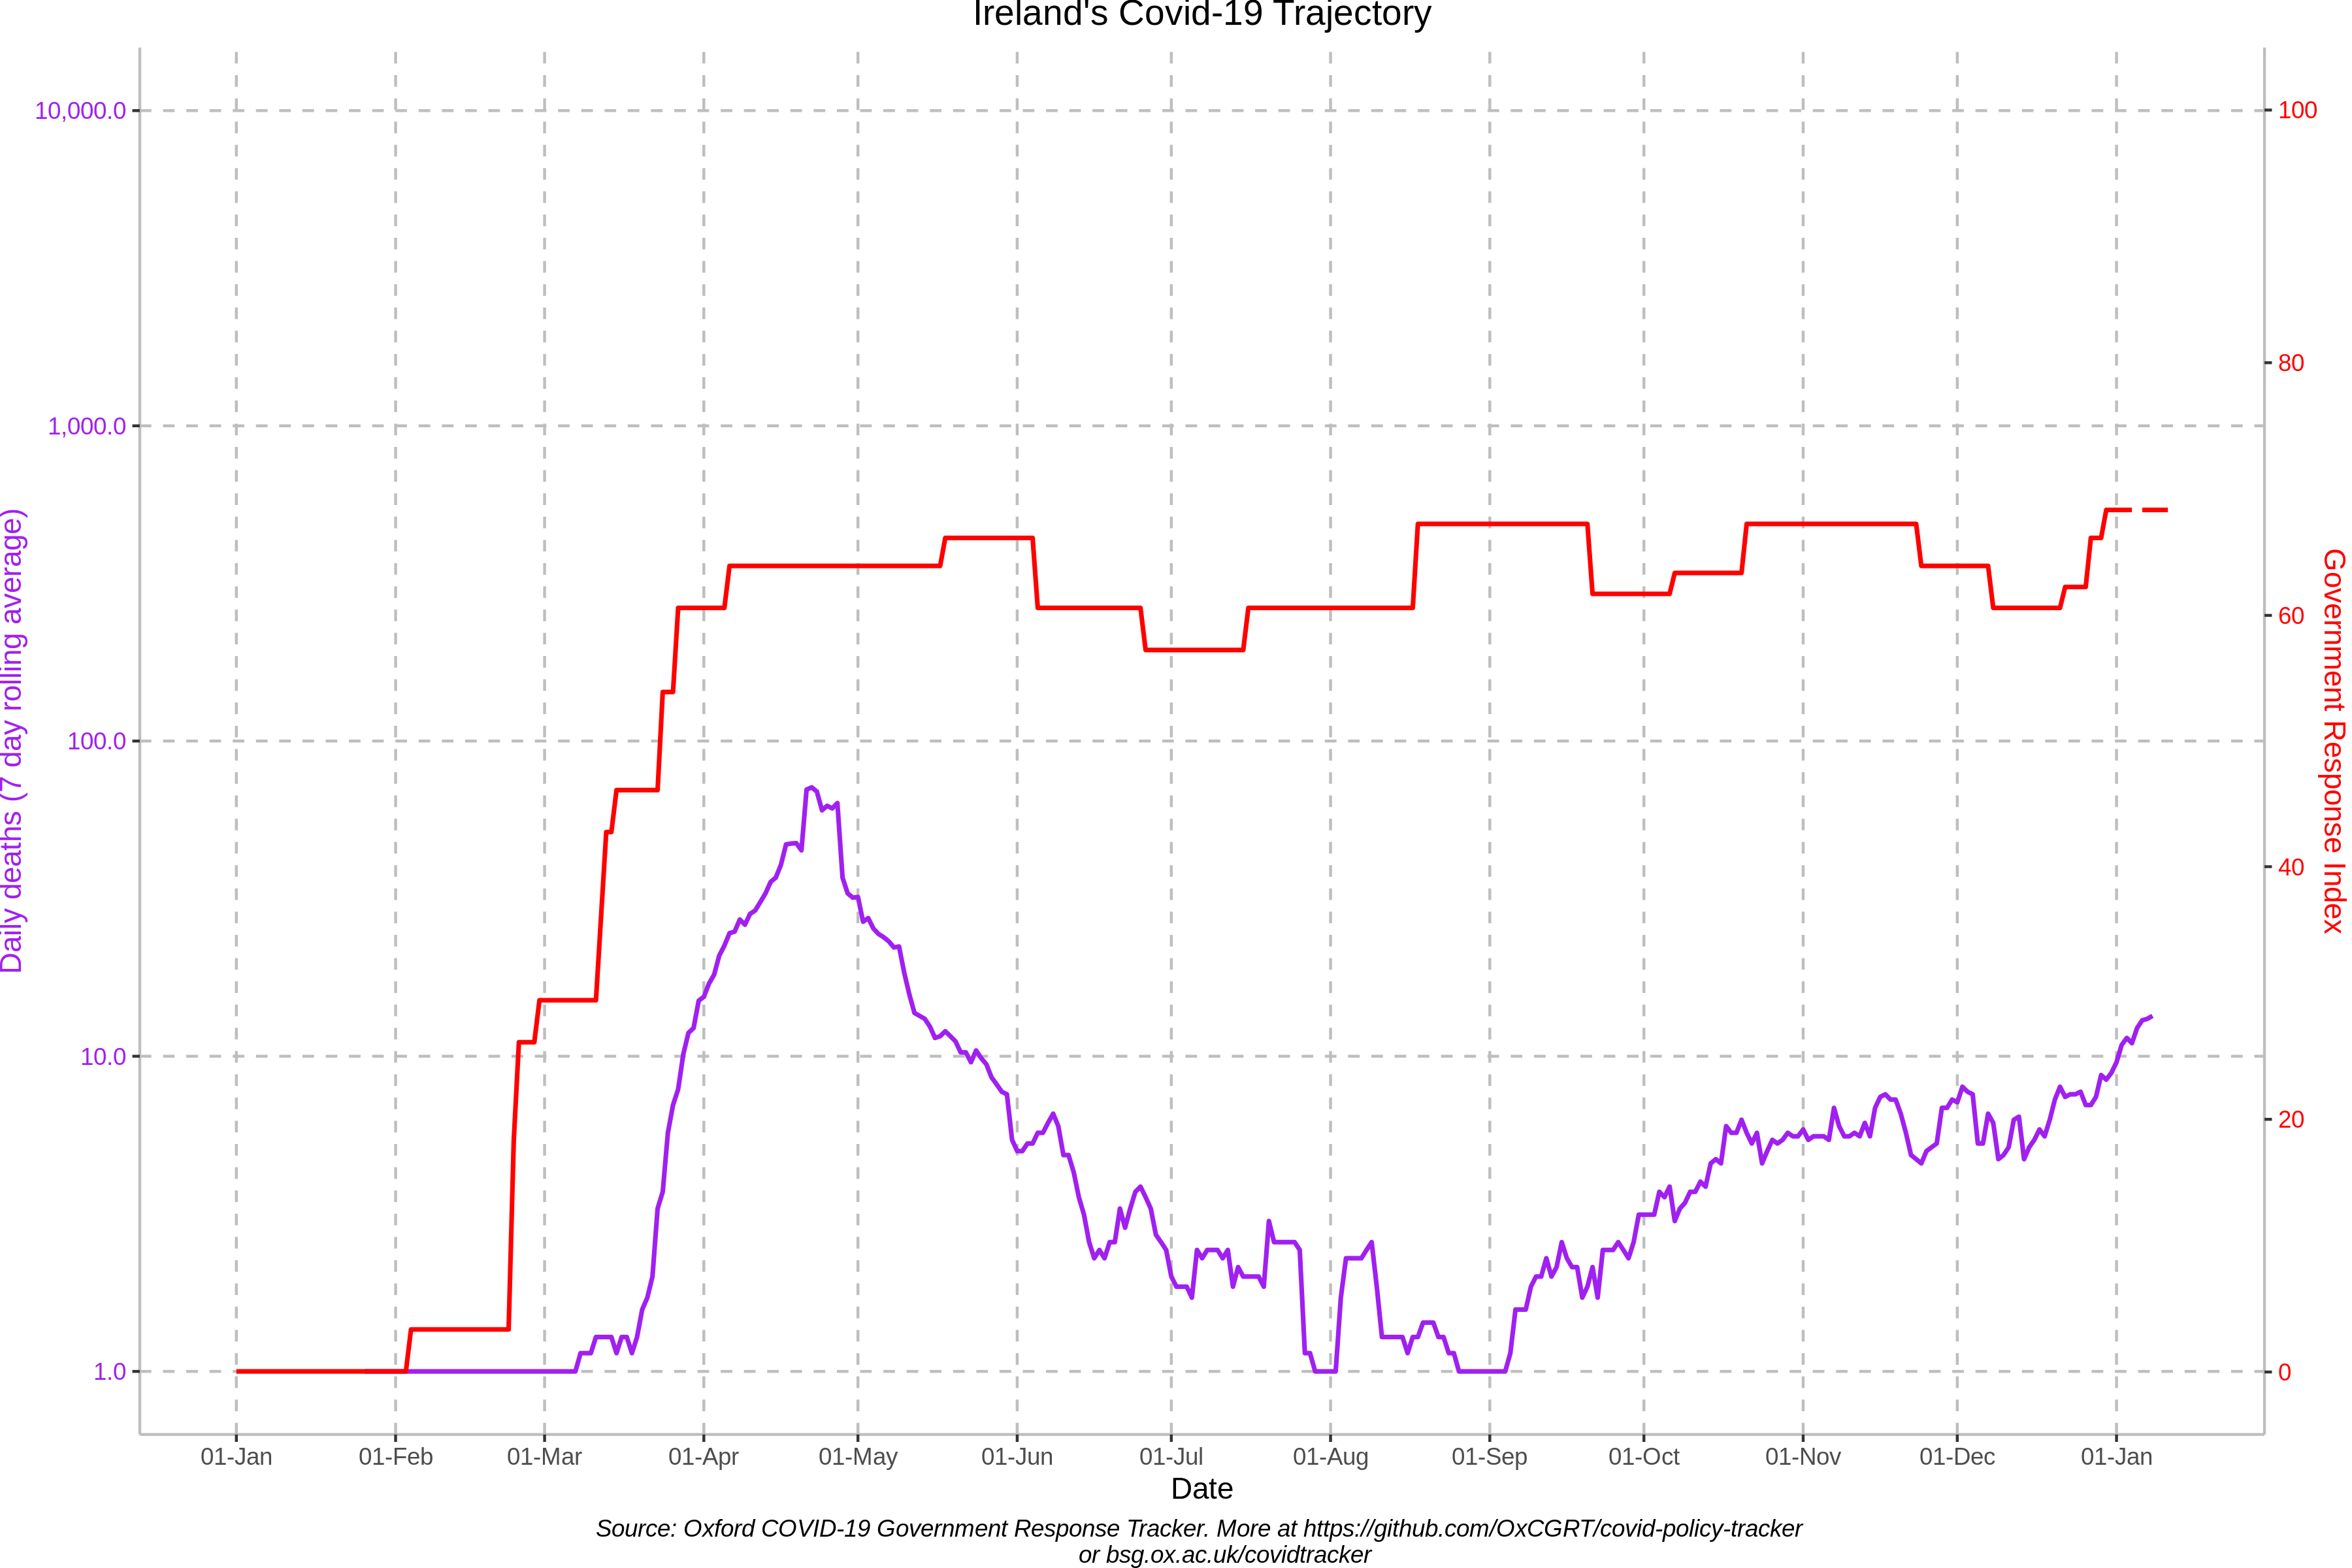 Ireland's Covid-19 Trajectory
10,000.0
1,000.0
100.0
10.0
1.0
Daily deaths (7 day rolling average)
100
80
60
40
20
0
Government Response Index
01-Jan 01-Feb 01-Mar 01-Apr 01-May 01-Jun 01-Jul 01-Aug 01-Sep 01-Oct 01-Nov 01-Dec 01-Jan
Date
Source: Oxford COVID-19 Government Response Tracker. More at https://github.com/OxCGRT/covid-policy-tracker
or bsg.ox.ac.uk/covidtracker